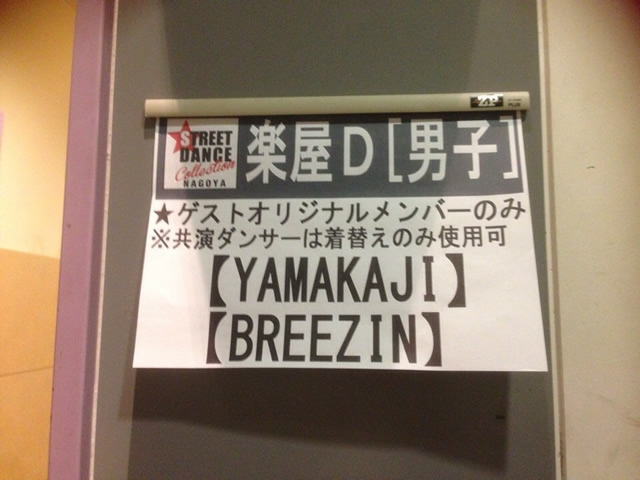 STREET
DANCE
Collection
NAGOYA
楽屋D[男子]
★ゲストオリジナルメンバーのみ
※共演ダンサーは着替えのみ使用可
【YAMAKAJI】
【BREEZIN】